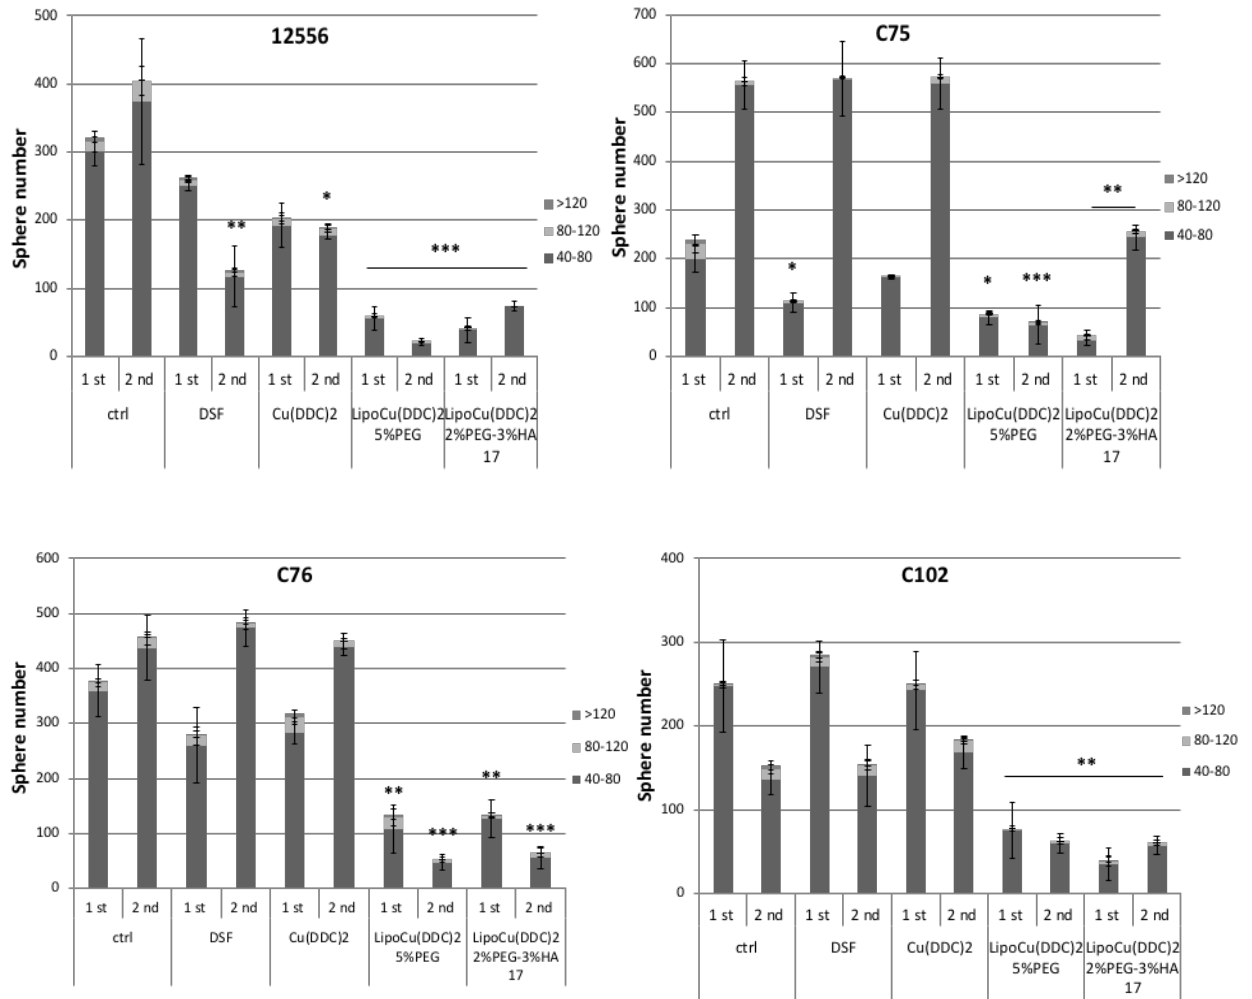 12556
Sphere number
500
400
300
200
100
0
** * ***
>120
80-120
40-80
1 st 2 nd 1 st 2 nd 1 st 2 nd 1 st 2 nd 1 st 2 nd
ctrl DSF Cu(DDC)2 LipoCu(DDC)2 LipoCu(DDC)2
5%PEG 2%PEG-3%HA
17
C75
Sphere number
700
600
500
400
300
200
100
0
* * *** **
>120
80-120
40-80
1 st 2 nd 1 st 2 nd 1 st 2 nd 1 st 2 nd 1 st 2 nd
ctrl DSF Cu(DDC)2 LipoCu(DDC)2 LipoCu(DDC)2
5%PEG 2%PEG-3%HA
17
C76
Sphere number
600
500
400
300
200
100
0
** *** ** ***
>120
80-120
40-80
1 st 2 nd 1 st 2 nd 1 st 2 nd 1 st 2 nd 1 st 2 nd
ctrl DSF Cu(DDC)2 LipoCu(DDC)2 LipoCu(DDC)2
5%PEG 2%PEG-3%HA
17
C102
Sphere number
400
300
200
100
0
**
>120
80-120
40-80
1 st 2 nd 1 st 2 nd 1 st 2 nd 1 st 2 nd 1 st 2 nd
ctrl DSF Cu(DDC)2 LipoCu(DDC)2 LipoCu(DDC)2
5%PEG 2%PEG-3%HA
17